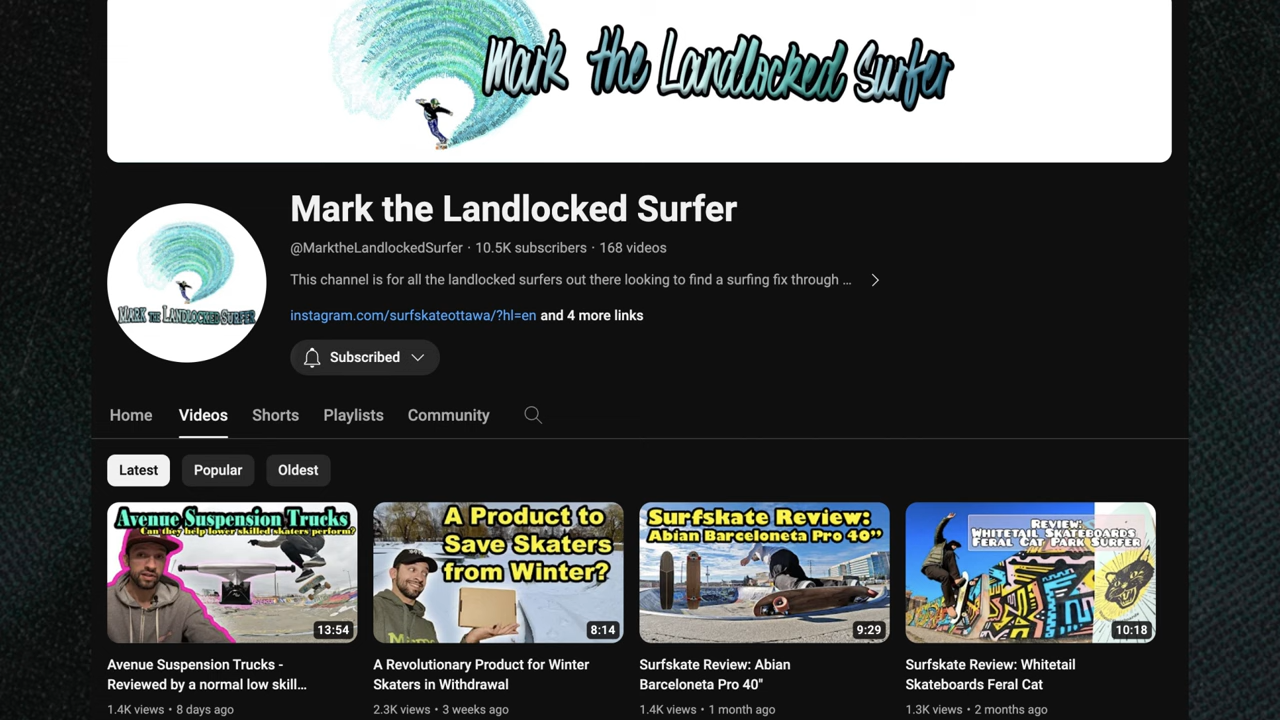 Mark the Landlocked Surfer
Mark the Landlocked Surfer
@MarktheLandlockedSurfer · 10.5K subscribers · 168 videos
This channel is for all the landlocked surfers out there looking to find a surfing fix through ...
MARK THE LANDLOCKED SURFER
instagram.com/surfskateottawa/?hl=en and 4 more links
Subscribed
Home Videos Shorts Playlists Community
Latest Popular Oldest
Avenue Suspension Trucks
Can they help lower skilled skaters perform?
13:54
A Product to
Save Skaters
from Winter?
8:14
Surfskate Review:
Abian Barceloneta Pro 40"
9:29
Review:
Whitetail Skateboards
Feral Cat Park Surfer
10:18
Avenue Suspension Trucks -
Reviewed by a normal low skill...
1.4K views • 8 days ago
A Revolutionary Product for Winter
Skaters in Withdrawal
2.3K views • 3 weeks ago
Surfskate Review: Abian
Barceloneta Pro 40"
1.4K views • 1 month ago
Surfskate Review: Whitetail
Skateboards Feral Cat
1.3K views • 2 months ago